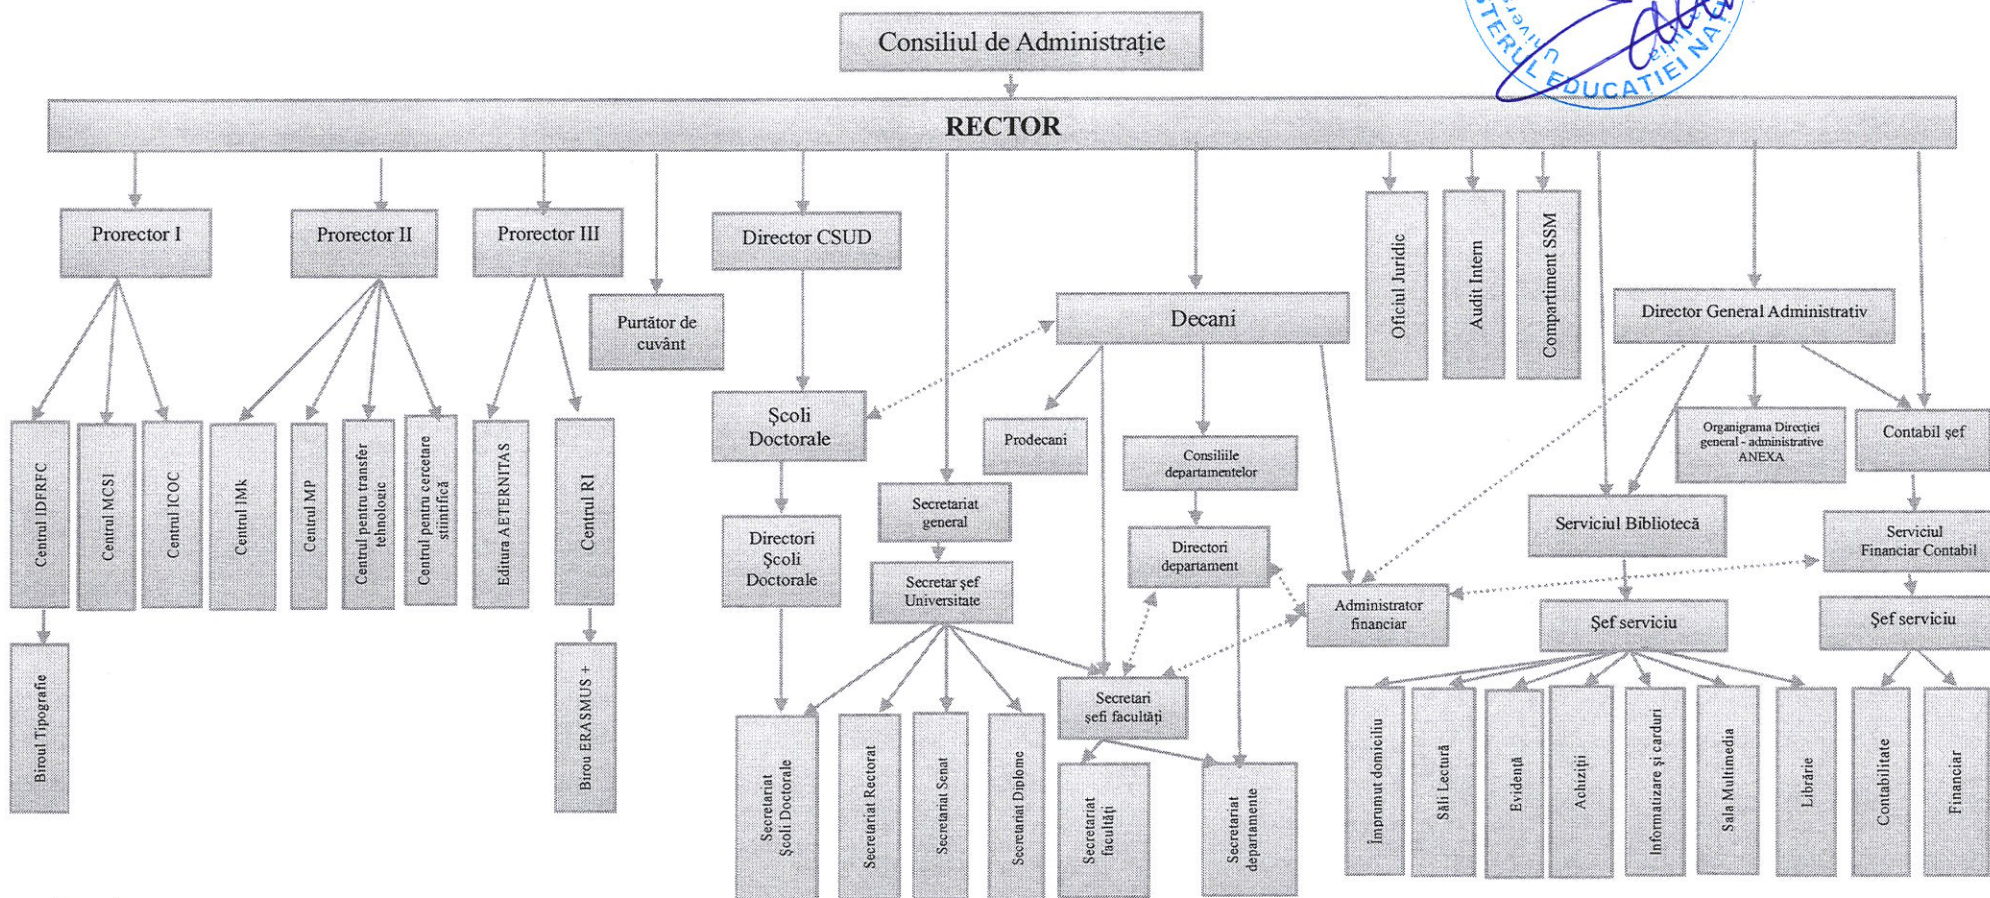 Consiliul de Administrație
Univer
STERUL EDUCAȚIEI NAȚ
RECTOR
Prorector I
Prorector II
Prorector III
Director CSUD
Purtător de
cuvânt
Decani
Oficiul Juridic
Audit Intern
Compartiment SSM
Director General Administrativ
Școli
Doctorale
Prodecani
Consiliile
departamentelor
Organigrama Direcției
general - administrative
ANEXA
Contabil șef
Centrul IDFRFC
Centrul MCSI
Centrul ICOC
Centrul IMk
Centrul MP
Centrul pentru transfer
tehnologic
Centrul pentru cercetare
stiintifică
Editura AETERNITAS
Centrul RI
Secretariat
general
Serviciul Bibliotecă
Serviciul
Financiar Contabil
Directori
Școli
Doctorale
Directori
departament
Secretar șef
Universitate
Administrator
financiar
Șef serviciu
Șef serviciu
Biroul Tipografie
Birou ERASMUS +
Secretari
șefi facultăți
Secretariat
Școli Doctorale
Secretariat Rectorat
Secretariat Senat
Secretariat Diplome
Secretariat
facultăți
Secretariat
departamente
Împrumut domiciliu
Săli Lectură
Evidență
Achiziții
Informatizare și carduri
Sala Multimedia
Librărie
Contabilitate
Financiar